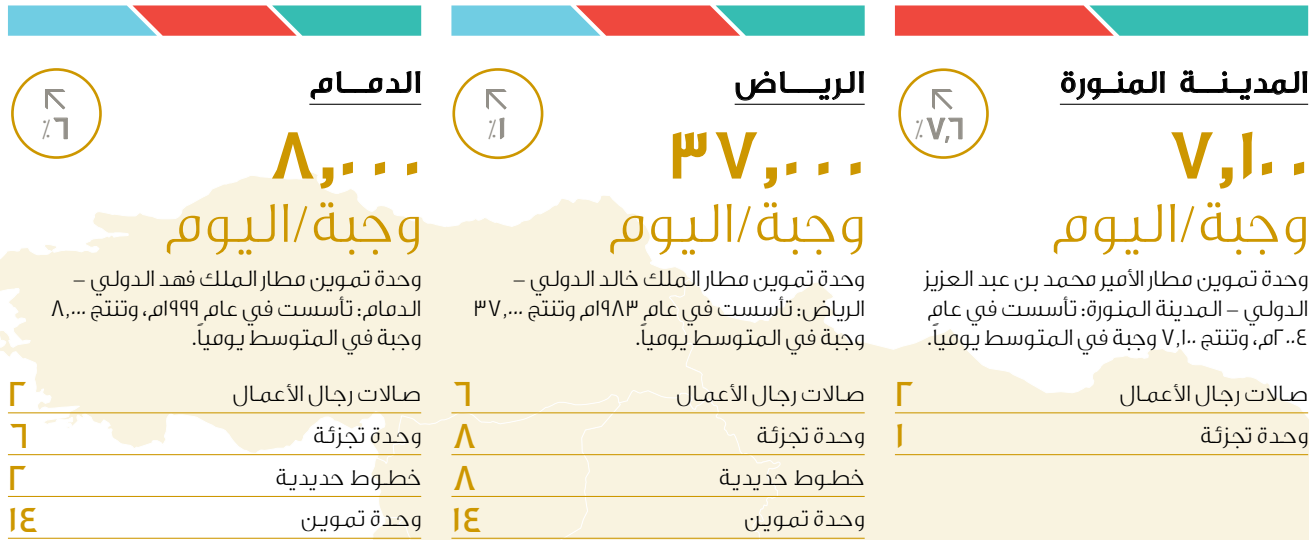 المدينة المنورة
٪٧,٦
٧,١٠٠
وجبة/اليوم
وحدة تموين مطار الأمير محمد بن عبد العزيز
الدولي – المدينة المنورة: تأسست في عام
٢٠٠٤م، وتنتج ٧,١٠٠ وجبة في المتوسط يومياً.
صالات رجال الأعمال ٢
وحدة تجزئة ١
الرياض
٪١
٣٧,٠٠٠
وجبة/اليوم
وحدة تموين مطار الملك خالد الدولي –
الرياض: تأسست في عام ١٩٨٣م وتنتج ٣٧,٠٠٠
وجبة في المتوسط يومياً.
صالات رجال الأعمال ٦
وحدة تجزئة ٨
خطوط حديدية ٨
وحدة تموين ١٤
الدمام
٪٦
٨,٠٠٠
وجبة/اليوم
وحدة تموين مطار الملك فهد الدولي –
الدمام: تأسست في عام ١٩٩٩م، وتنتج ٨,٠٠٠
وجبة في المتوسط يومياً.
صالات رجال الأعمال ٢
وحدة تجزئة ٦
خطوط حديدية ٢
وحدة تموين ١٤